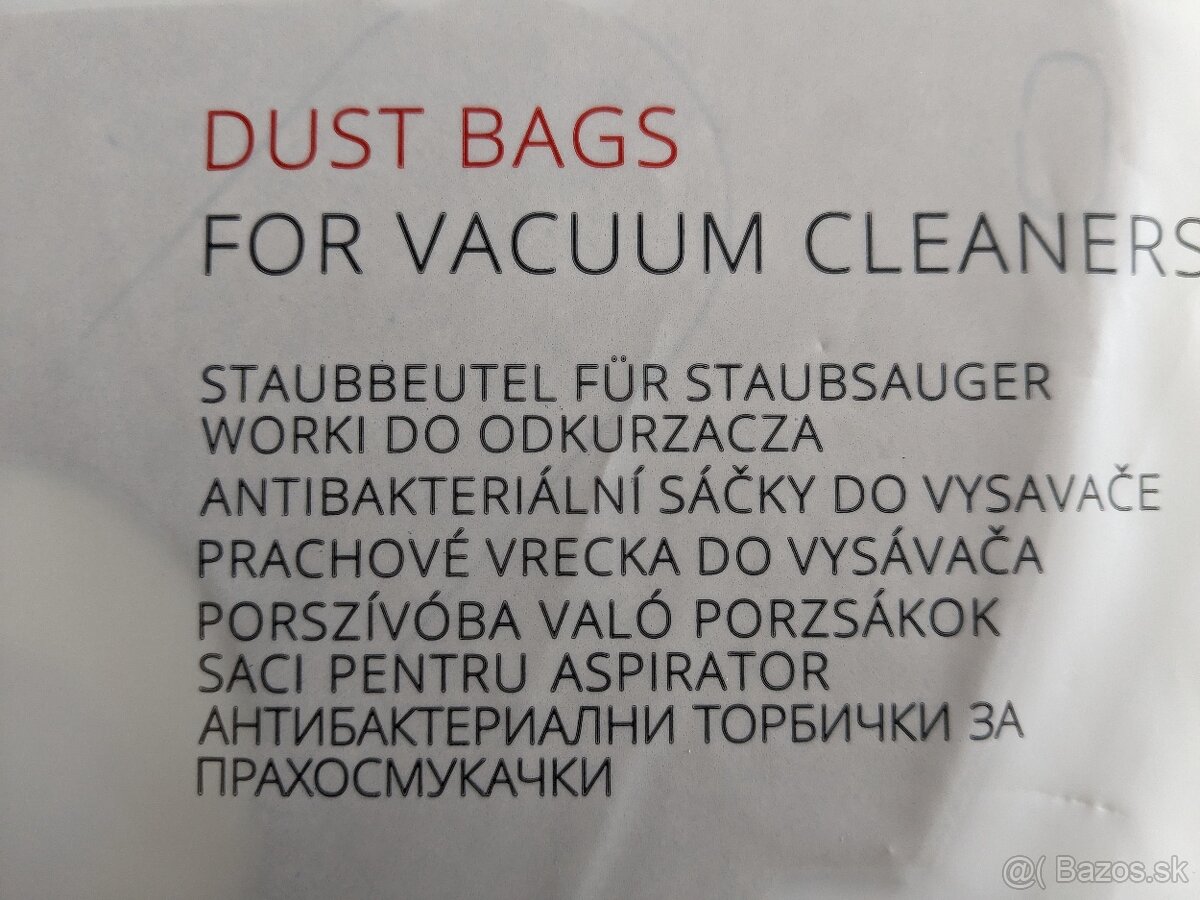 DUST BAGS
FOR VACUUM CLEANERS
STAUBBEUTEL FÜR STAUBSAUGER
WORKI DO ODKURZACZA
ANTIBAKTERIÁLNÍ SÁČKY DO VYSAVAČE
PRACHOVÉ VRECKA DO VYSÁVAČA
PORSZÍVÓBA VALÓ PORZSÁKOK
SACI PENTRU ASPIRATOR
АНТИБАКТЕРИАЛНИ ТОРБИЧКИ ЗА
ПРАХОСМУКАЧКИ
@( Bazos.sk